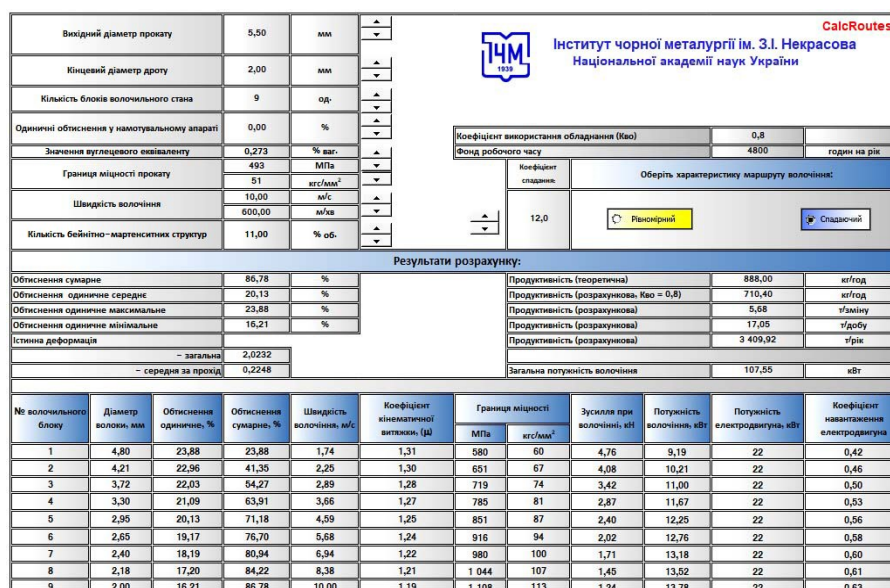 CalcRoutes
ІЧМ
1939
Інститут чорної металургії ім. З.І. Некрасова
Національної академії наук України
Вихідний діаметр прокату 5,50 мм
Кінцевий діаметр дроту 2,00 мм
Кількість блоків волочильного стана 9 од.
Одиничні обтиснення у намотувальному апараті 0,00 %
Значення вуглецевого еквіваленту 0,273 % ваг.
Границя міцності прокату 493 МПа
51 кгс/мм²
Швидкість волочіння 10,00 м/с
600,00 м/хв
Кількість бейнітно-мартенситних структур 11,00 % об.
Коефіцієнт використання обладнання (Кво) 0,8
Фонд робочого часу 4800 годин на рік
Коефіцієнт спадання:
12,0
Оберіть характеристику маршруту волочіння:
Рівномірний
Спадаючий
Результати розрахунку:
Обтиснення сумарне 86,78 %
Обтиснення одиничне середнє 20,13 %
Обтиснення одиничне максимальне 23,88 %
Обтиснення одиничне мінімальне 16,21 %
Істинна деформація
– загальна 2,0232
– середня за прохід 0,2248
Продуктивність (теоретична) 888,00 кг/год
Продуктивність (розрахункова, Кво = 0,8) 710,40 кг/год
Продуктивність (розрахункова) 5,68 т/зміну
Продуктивність (розрахункова) 17,05 т/добу
Продуктивність (розрахункова) 3 409,92 т/рік
Загальна потужність волочіння 107,55 кВт
№ волочильного блоку
Діаметр волоки, мм
Обтиснення одиничне, %
Обтиснення сумарне, %
Швидкість волочіння, м/с
Коефіцієнт кінематичної витяжки, (μ)
Границя міцності
МПа кгс/мм²
Зусилля при волочінні, кН
Потужність волочіння, кВт
Потужність електродвигуна, кВт
Коефіцієнт навантаження електродвигуна
1 4,80 23,88 23,88 1,74 1,31 580 60 4,76 9,19 22 0,42
2 4,21 22,96 41,35 2,25 1,30 651 67 4,08 10,21 22 0,46
3 3,72 22,03 54,27 2,89 1,28 719 74 3,42 11,00 22 0,50
4 3,30 21,09 63,91 3,66 1,27 785 81 2,87 11,67 22 0,53
5 2,95 20,13 71,18 4,59 1,25 851 87 2,40 12,25 22 0,56
6 2,65 19,17 76,70 5,68 1,24 916 94 2,02 12,76 22 0,58
7 2,40 18,19 80,94 6,94 1,22 980 100 1,71 13,18 22 0,60
8 2,18 17,20 84,22 8,38 1,21 1 044 107 1,45 13,52 22 0,61
9 2,00 16,21 86,78 10,00 1,19 1 108 113 1,24 13,78 22 0,63